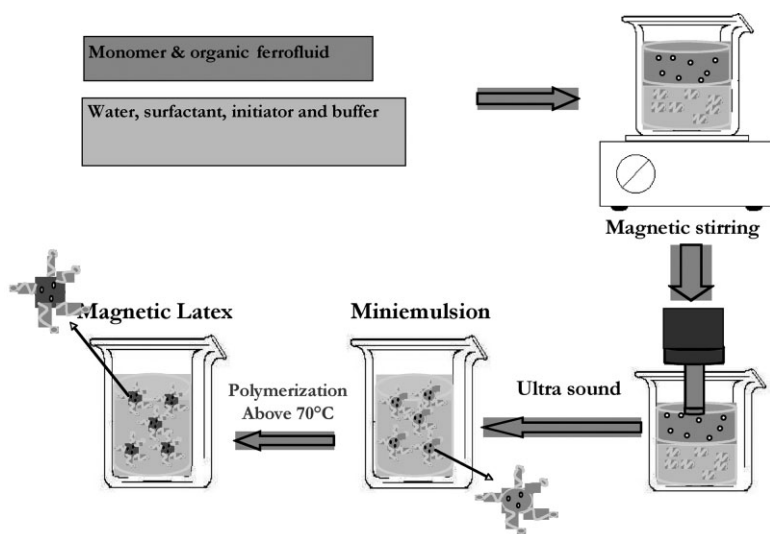 Monomer & organic ferrofluid
Water, surfactant, initiator and buffer
Magnetic stirring
Magnetic Latex
Miniemulsion
Polymerization
Above 70°C
Ultra sound